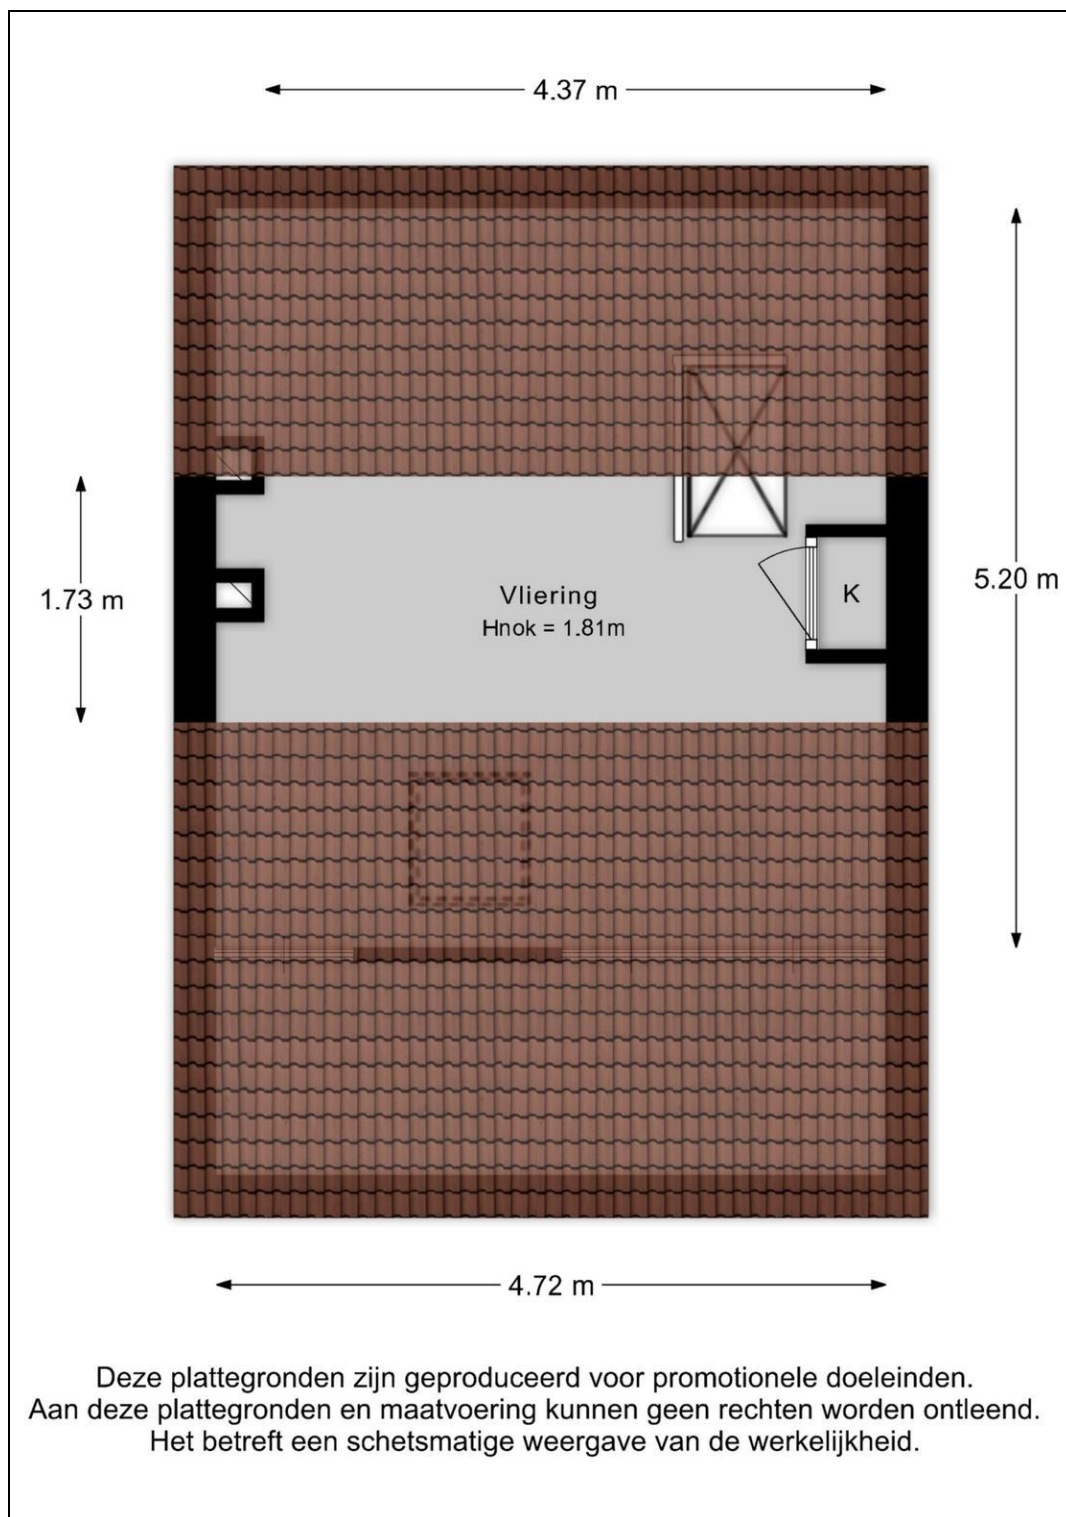 4.37 m
1.73 m
5.20 m
Vliering
Hnok = 1.81m
K
4.72 m
Deze plattegronden zijn geproduceerd voor promotionele doeleinden.
Aan deze plattegronden en maatvoering kunnen geen rechten worden ontleend.
Het betreft een schetsmatige weergave van de werkelijkheid.